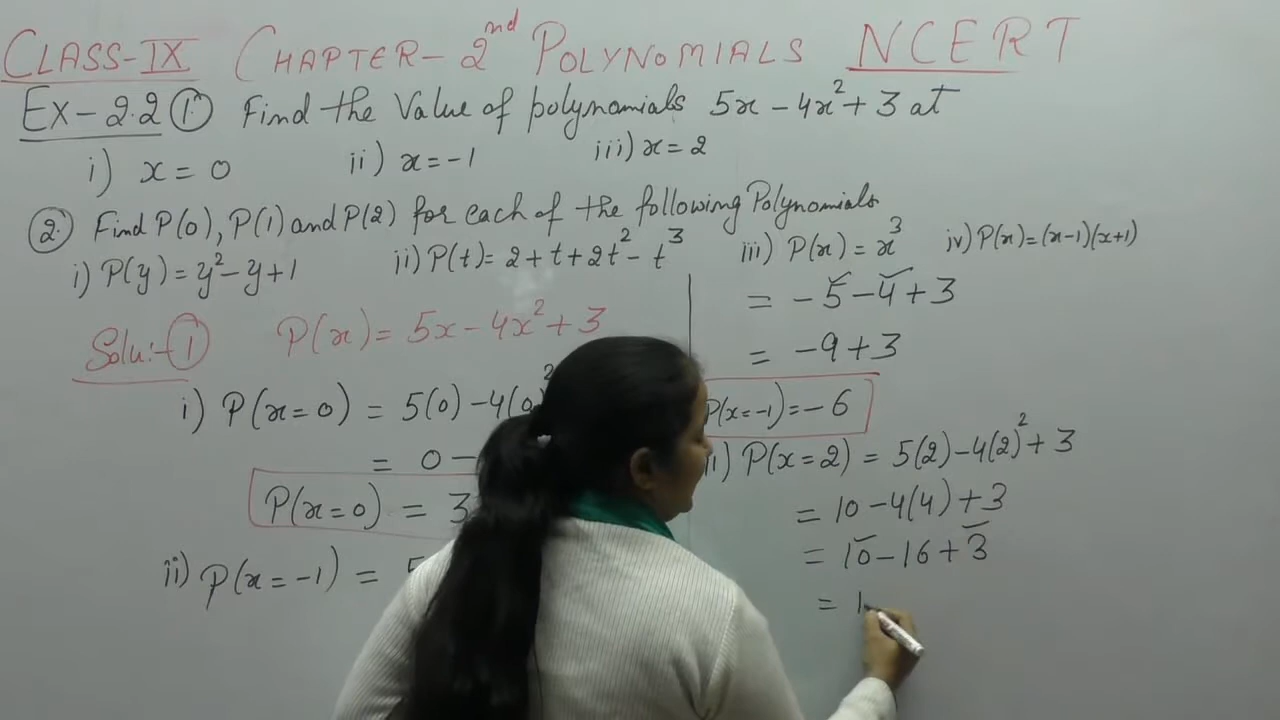 CLASS-IX CHAPTER-2nd POLYNOMIALS NCERT
Ex-2.2 ① Find the Value of polynomials 5x - 4x² + 3 at
i) x = 0 ii) x = -1 iii) x = 2
② Find P(0), P(1) and P(2) for each of the following Polynomials
i) P(y) = y² - y + 1 ii) P(t) = 2 + t + 2t² - t³ iii) P(x) = x³ iv) P(x) = (x-1)(x+1)
Solu:- ① P(x) = 5x - 4x² + 3
i) P(x = 0) = 5(0) - 4(0)²
= 0 -
P(x = 0) = 3
ii) P(x = -1) =
= -5 - 4 + 3
= -9 + 3
P(x = -1) = -6
P(x = 2) = 5(2) - 4(2)² + 3
= 10 - 4(4) + 3
= 10 - 16 + 3
= 1